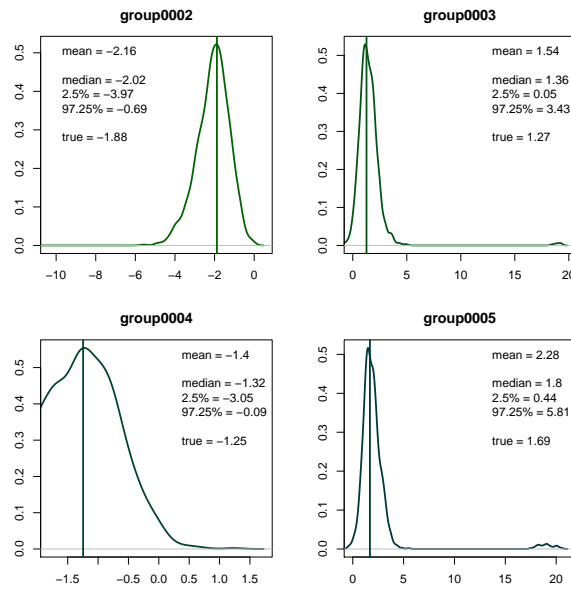 group0002
mean = −2.16
median = −2.02
2.5% = −3.97
97.25% = −0.69
true = −1.88
0.0 0.1 0.2 0.3 0.4 0.5
−10 −8 −6 −4 −2 0
group0003
mean = 1.54
median = 1.36
2.5% = 0.05
97.25% = 3.43
true = 1.27
0.0 0.1 0.2 0.3 0.4 0.5
0 5 10 15 20
group0004
mean = −1.4
median = −1.32
2.5% = −3.05
97.25% = −0.09
true = −1.25
0.0 0.1 0.2 0.3 0.4 0.5
−1.5 −0.5 0.0 0.5 1.0 1.5
group0005
mean = 2.28
median = 1.8
2.5% = 0.44
97.25% = 5.81
true = 1.69
0.0 0.1 0.2 0.3 0.4 0.5
0 5 10 15 20